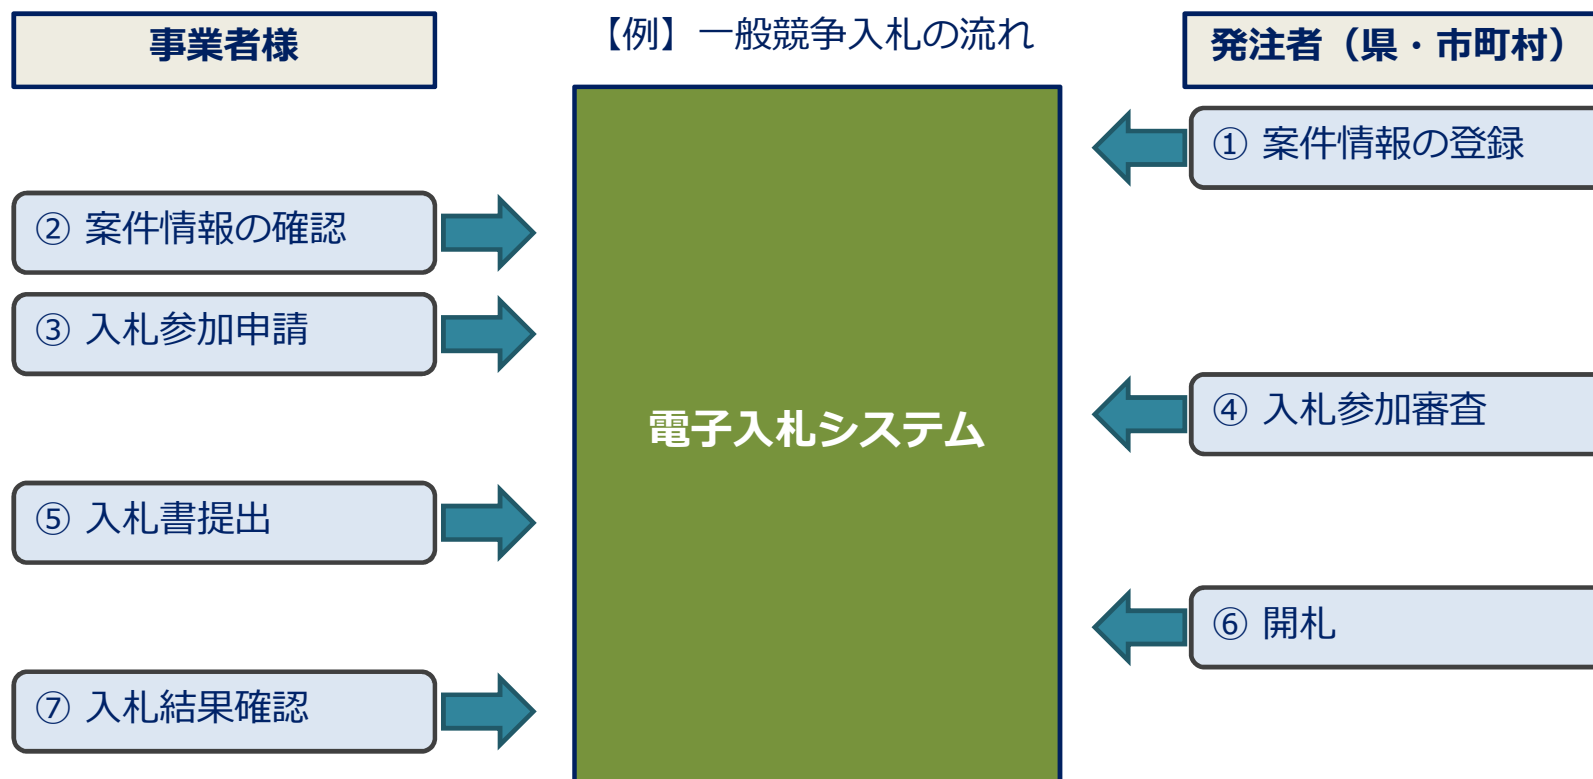 【例】一般競争入札の流れ
事業者様
発注者（県・市町村）
① 案件情報の登録
② 案件情報の確認
③ 入札参加申請
④ 入札参加審査
電子入札システム
⑤ 入札書提出
⑥ 開札
⑦ 入札結果確認